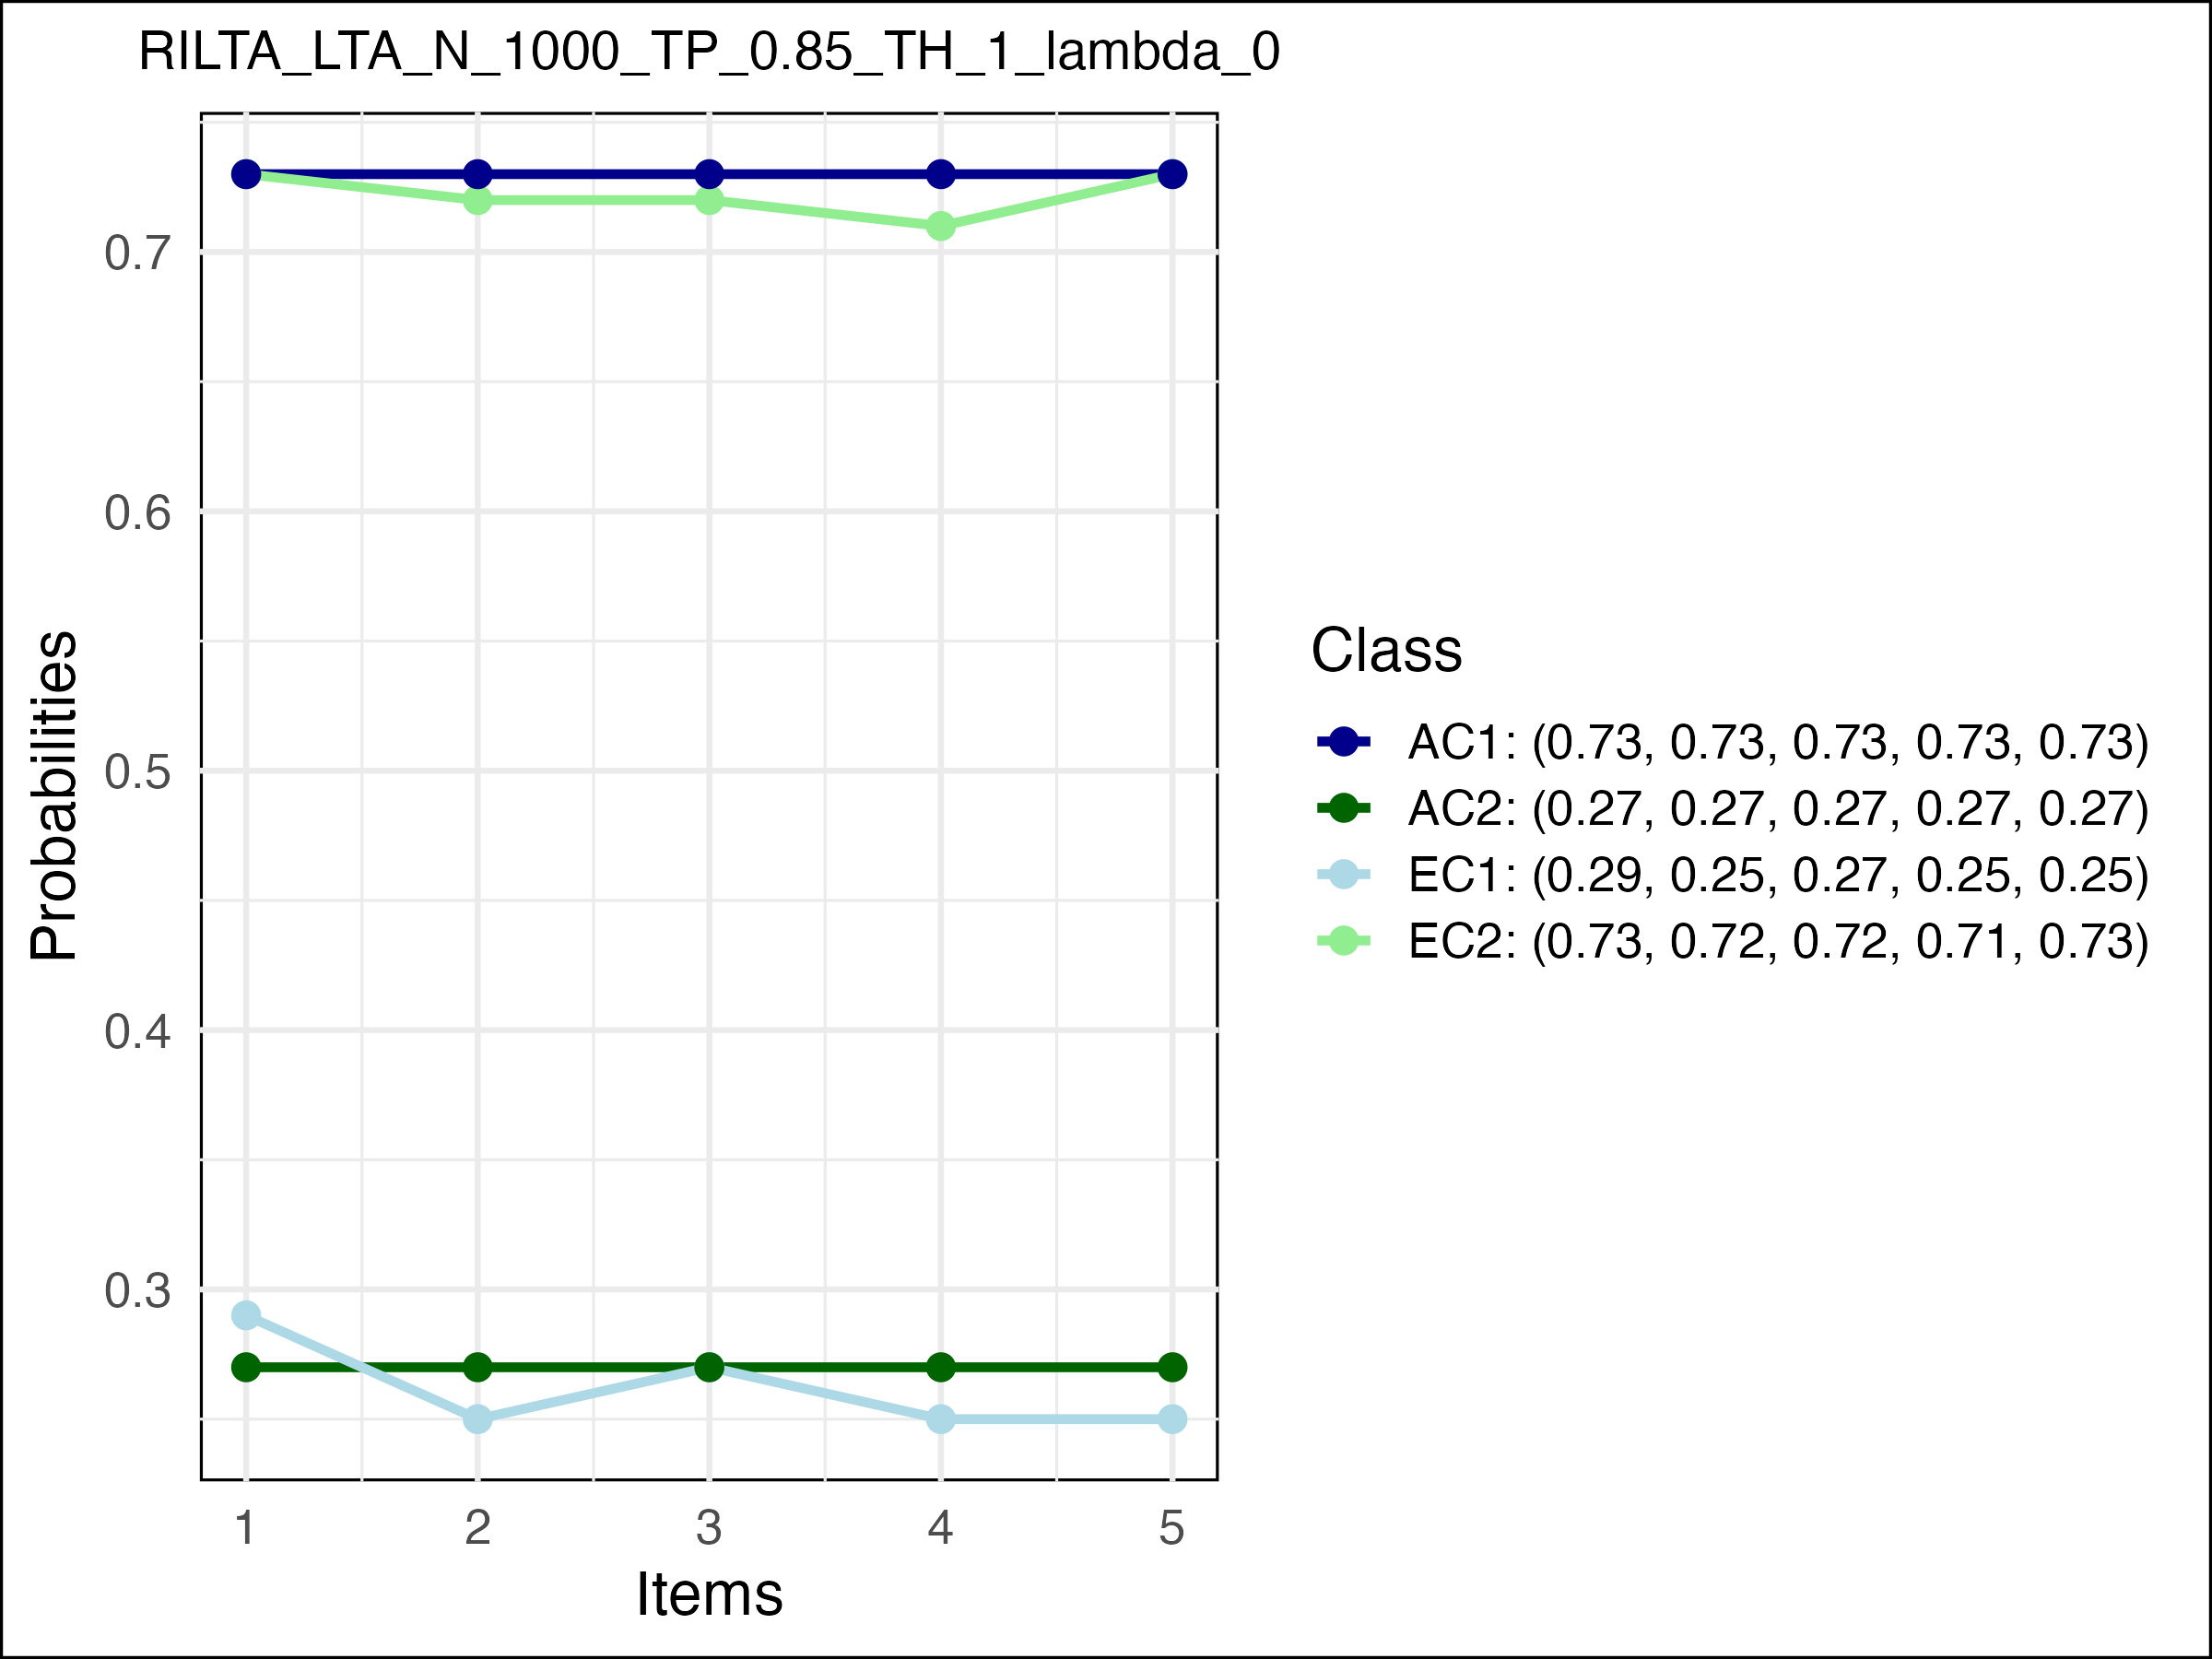 RILTA_LTA_N_1000_TP_0.85_TH_1_lambda_0
Probabilities
0.7
0.6
0.5
0.4
0.3
1 2 3 4 5
Items
Class
AC1: (0.73, 0.73, 0.73, 0.73, 0.73)
AC2: (0.27, 0.27, 0.27, 0.27, 0.27)
EC1: (0.29, 0.25, 0.27, 0.25, 0.25)
EC2: (0.73, 0.72, 0.72, 0.71, 0.73)